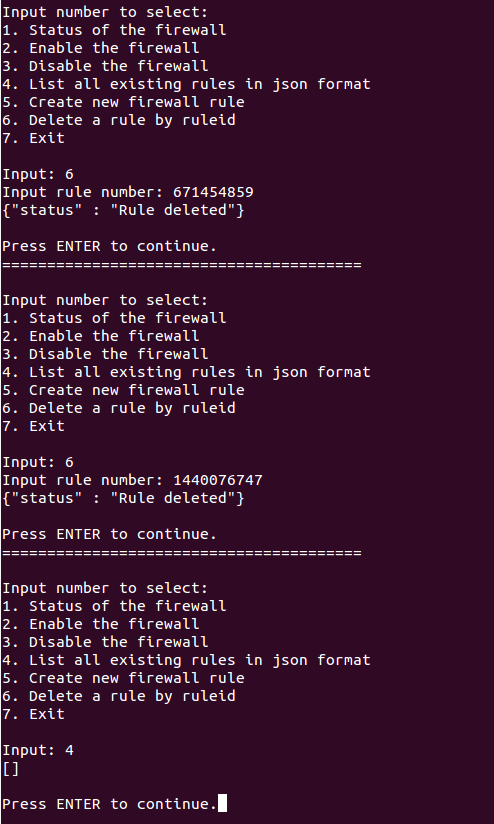 Input number to select:
1. Status of the firewall
2. Enable the firewall
3. Disable the firewall
4. List all existing rules in json format
5. Create new firewall rule
6. Delete a rule by ruleid
7. Exit

Input: 6
Input rule number: 671454859
{"status" : "Rule deleted"}

Press ENTER to continue.
========================================

Input number to select:
1. Status of the firewall
2. Enable the firewall
3. Disable the firewall
4. List all existing rules in json format
5. Create new firewall rule
6. Delete a rule by ruleid
7. Exit

Input: 6
Input rule number: 1440076747
{"status" : "Rule deleted"}

Press ENTER to continue.
========================================

Input number to select:
1. Status of the firewall
2. Enable the firewall
3. Disable the firewall
4. List all existing rules in json format
5. Create new firewall rule
6. Delete a rule by ruleid
7. Exit

Input: 4
[]

Press ENTER to continue.